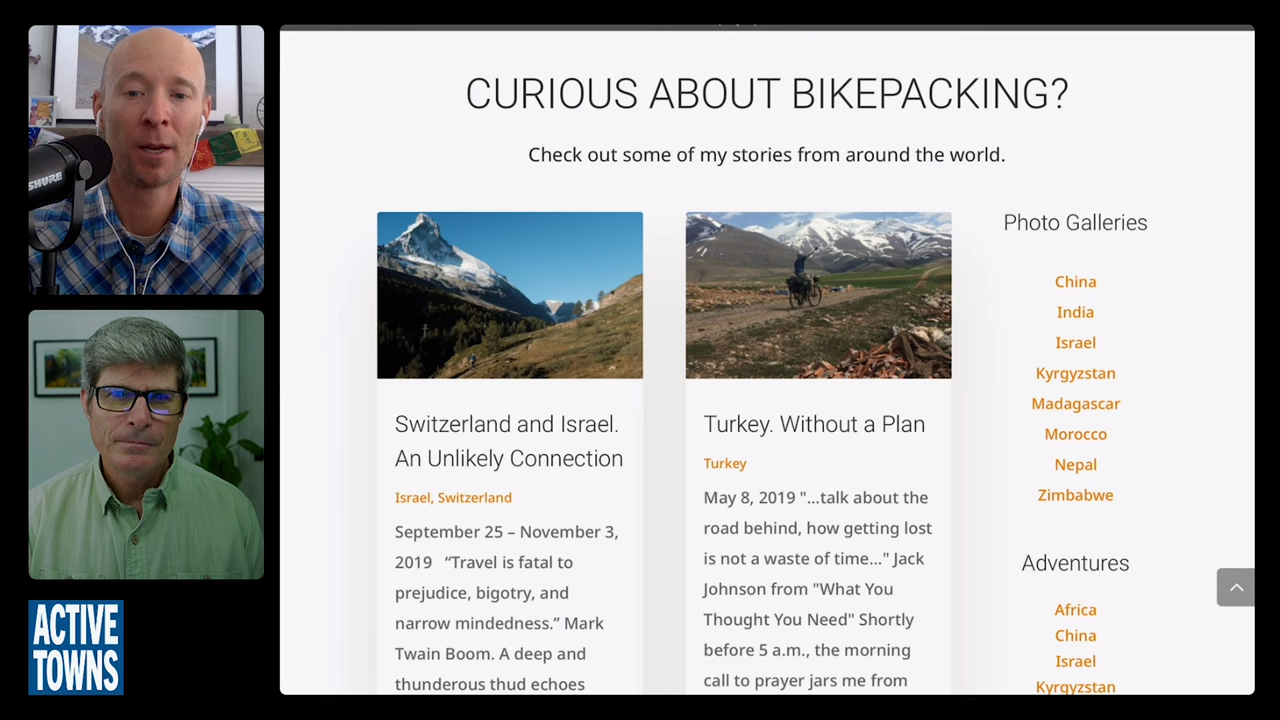 SHURE
ACTIVE
TOWNS
CURIOUS ABOUT BIKEPACKING?
Check out some of my stories from around the world.
Switzerland and Israel.
An Unlikely Connection
Israel, Switzerland
September 25 – November 3,
2019   “Travel is fatal to
prejudice, bigotry, and
narrow mindedness.” Mark
Twain Boom. A deep and
thunderous thud echoes
Turkey. Without a Plan
Turkey
May 8, 2019 "...talk about the
road behind, how getting lost
is not a waste of time..." Jack
Johnson from "What You
Thought You Need" Shortly
before 5 a.m., the morning
call to prayer jars me from
Photo Galleries
China
India
Israel
Kyrgyzstan
Madagascar
Morocco
Nepal
Zimbabwe
Adventures
Africa
China
Israel
Kyrgyzstan